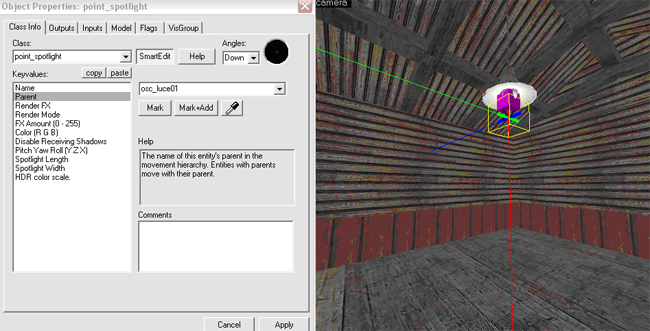 Object Properties: point_spotlight
camera
Class Info Outputs Inputs Model Flags VisGroup
Class: Angles:
point_spotlight SmartEdit Help Down
Keyvalues: copy paste
osc_luce01
Name
Parent
Render FX
Render Mode
FX Amount (0 - 255)
Color (R G B)
Disable Receiving Shadows
Pitch Yaw Roll (Y Z X)
Spotlight Length
Spotlight Width
HDR color scale.
Mark Mark+Add
Help
The name of this entity's parent in the
movement hierarchy. Entities with parents
move with their parent.
Comments
Cancel Apply